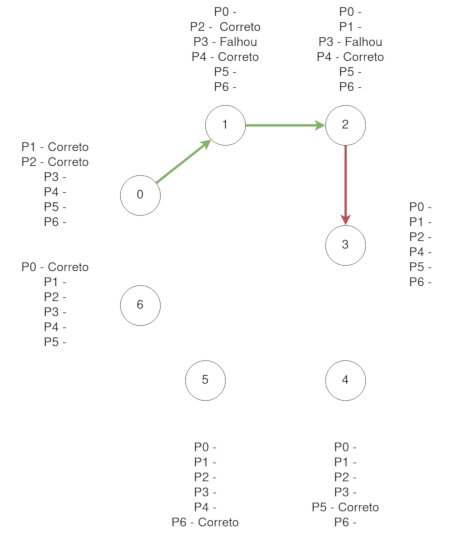 P0 -
P2 - Correto
P3 - Falhou
P4 - Correto
P5 -
P6 -
P0 -
P1 -
P3 - Falhou
P4 - Correto
P5 -
P6 -
1
2
P1 - Correto
P2 - Correto
P3 -
P4 -
P5 -
P6 -
0
P0 -
P1 -
P2 -
P4 -
P5 -
P6 -
3
P0 - Correto
P1 -
P2 -
P3 -
P4 -
P5 -
6
5
4
P0 -
P1 -
P2 -
P3 -
P4 -
P6 - Correto
P0 -
P1 -
P2 -
P3 -
P5 - Correto
P6 -